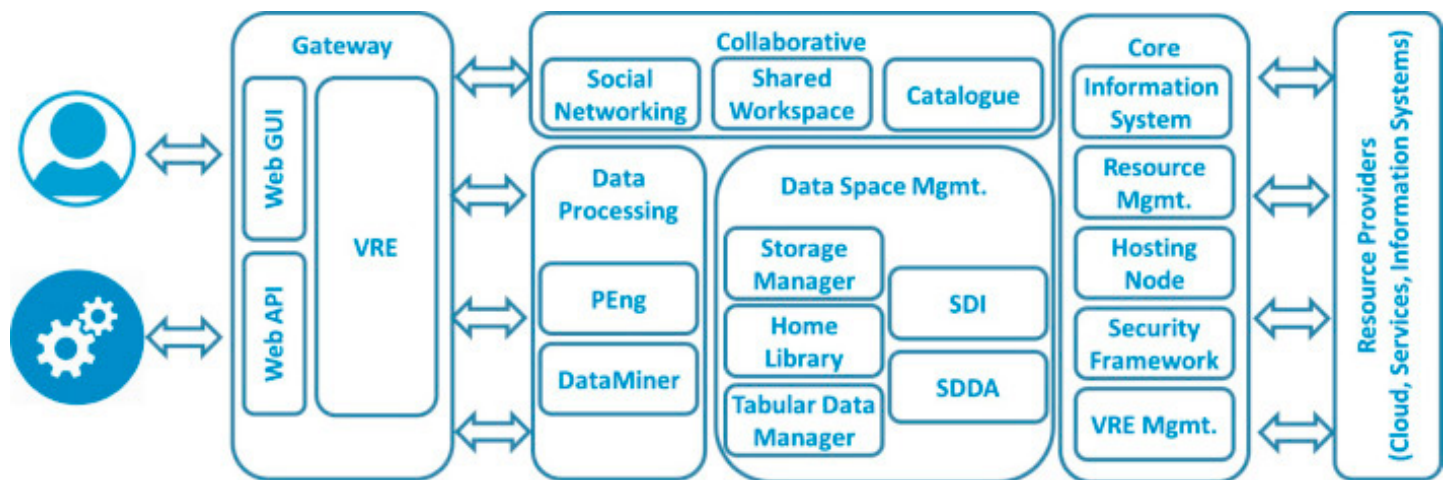 Gateway
Web GUI
Web API
VRE
Collaborative
Social
Networking
Shared
Workspace
Catalogue
Data
Processing
PEng
DataMiner
Data Space Mgmt.
Storage
Manager
Home
Library
Tabular Data
Manager
SDI
SDDA
Core
Information
System
Resource
Mgmt.
Hosting
Node
Security
Framework
VRE Mgmt.
Resource Providers
(Cloud, Services, Information Systems)